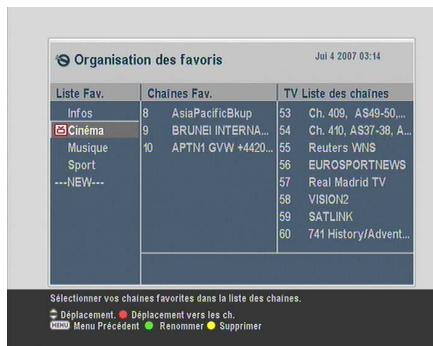 Organisation des favoris
Jui 4 2007 03:14
Liste Fav.
Chaînes Fav.
TV Liste des chaînes
Infos
8 AsiaPacificBkup
53 Ch. 409, AS49-50,...
Cinéma
9 BRUNEI INTERNA...
54 Ch. 410, AS37-38, A...
Musique
10 APTN1 GVW +4420...
55 Reuters WNS
Sport
56 EUROSPORTNEWS
---NEW---
57 Real Madrid TV
58 VISION2
59 SATLINK
60 741 History/Advent...
Sélectionner vos chaines favorites dans la liste des chaines.
Déplacement. Déplacement vers les ch.
MENU Menu Précédent Renommer Supprimer